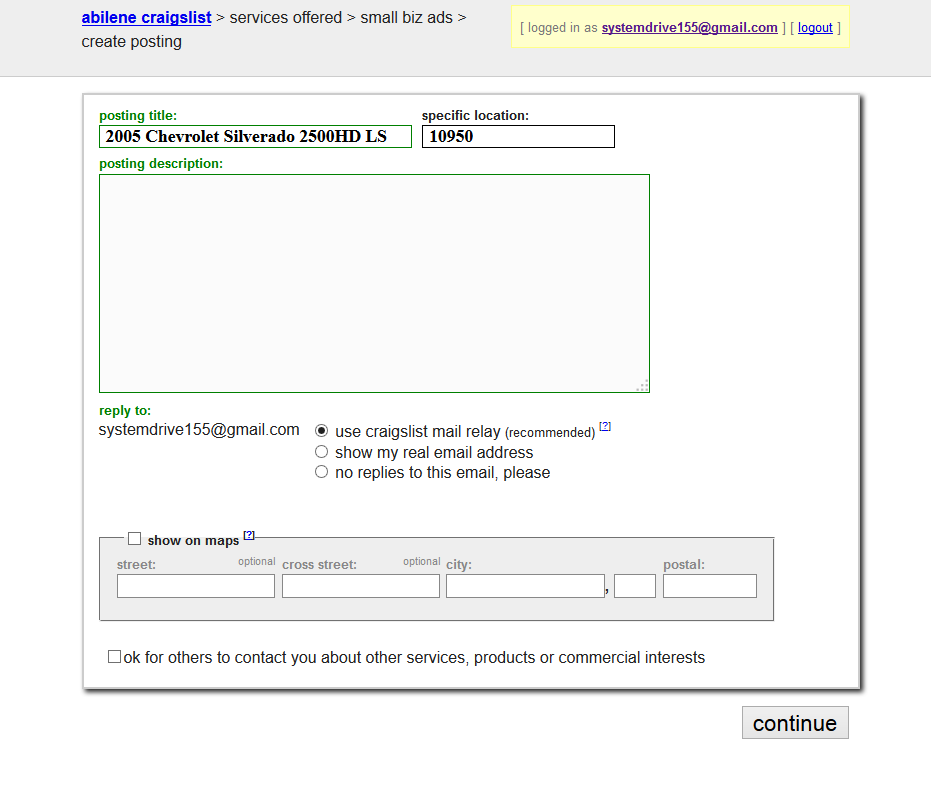 abilene craigslist > services offered > small biz ads >
create posting
[ logged in as systemdrive155@gmail.com ] [ logout ]
posting title:
specific location:
2005 Chevrolet Silverado 2500HD LS
10950
posting description:
reply to:
systemdrive155@gmail.com
use craigslist mail relay (recommended) [?]
show my real email address
no replies to this email, please
show on maps [?]
street: optional cross street: optional city: postal:
,
ok for others to contact you about other services, products or commercial interests
continue